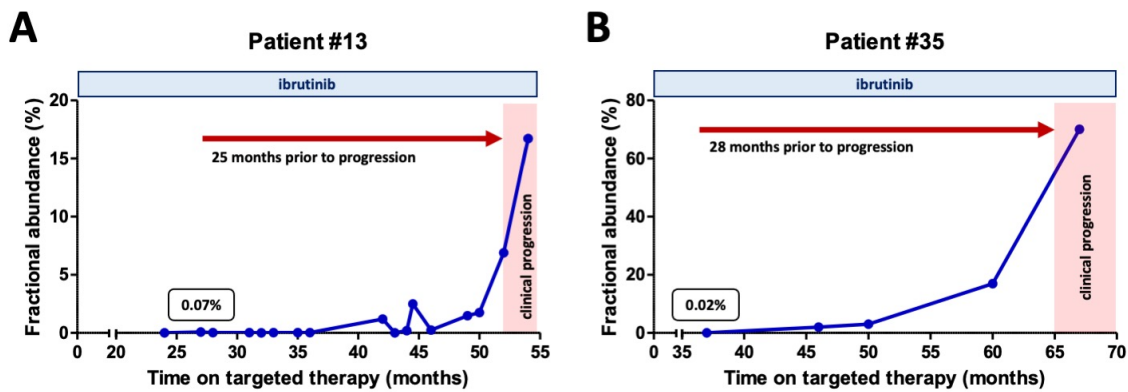 A
Patient #13
ibrutinib
Fractional abundance (%)
20
15
10
5
0
25 months prior to progression
0.07%
clinical progression
0 20 25 30 35 40 45 50 55
Time on targeted therapy (months)
B
Patient #35
ibrutinib
Fractional abundance (%)
80
60
40
20
0
28 months prior to progression
0.02%
clinical progression
0 35 40 45 50 55 60 65 70
Time on targeted therapy (months)